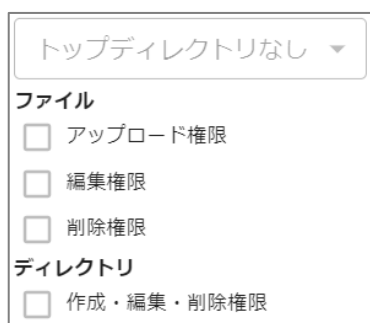 トップディレクトリなし
ファイル
アップロード権限
編集権限
削除権限
ディレクトリ
作成・編集・削除権限